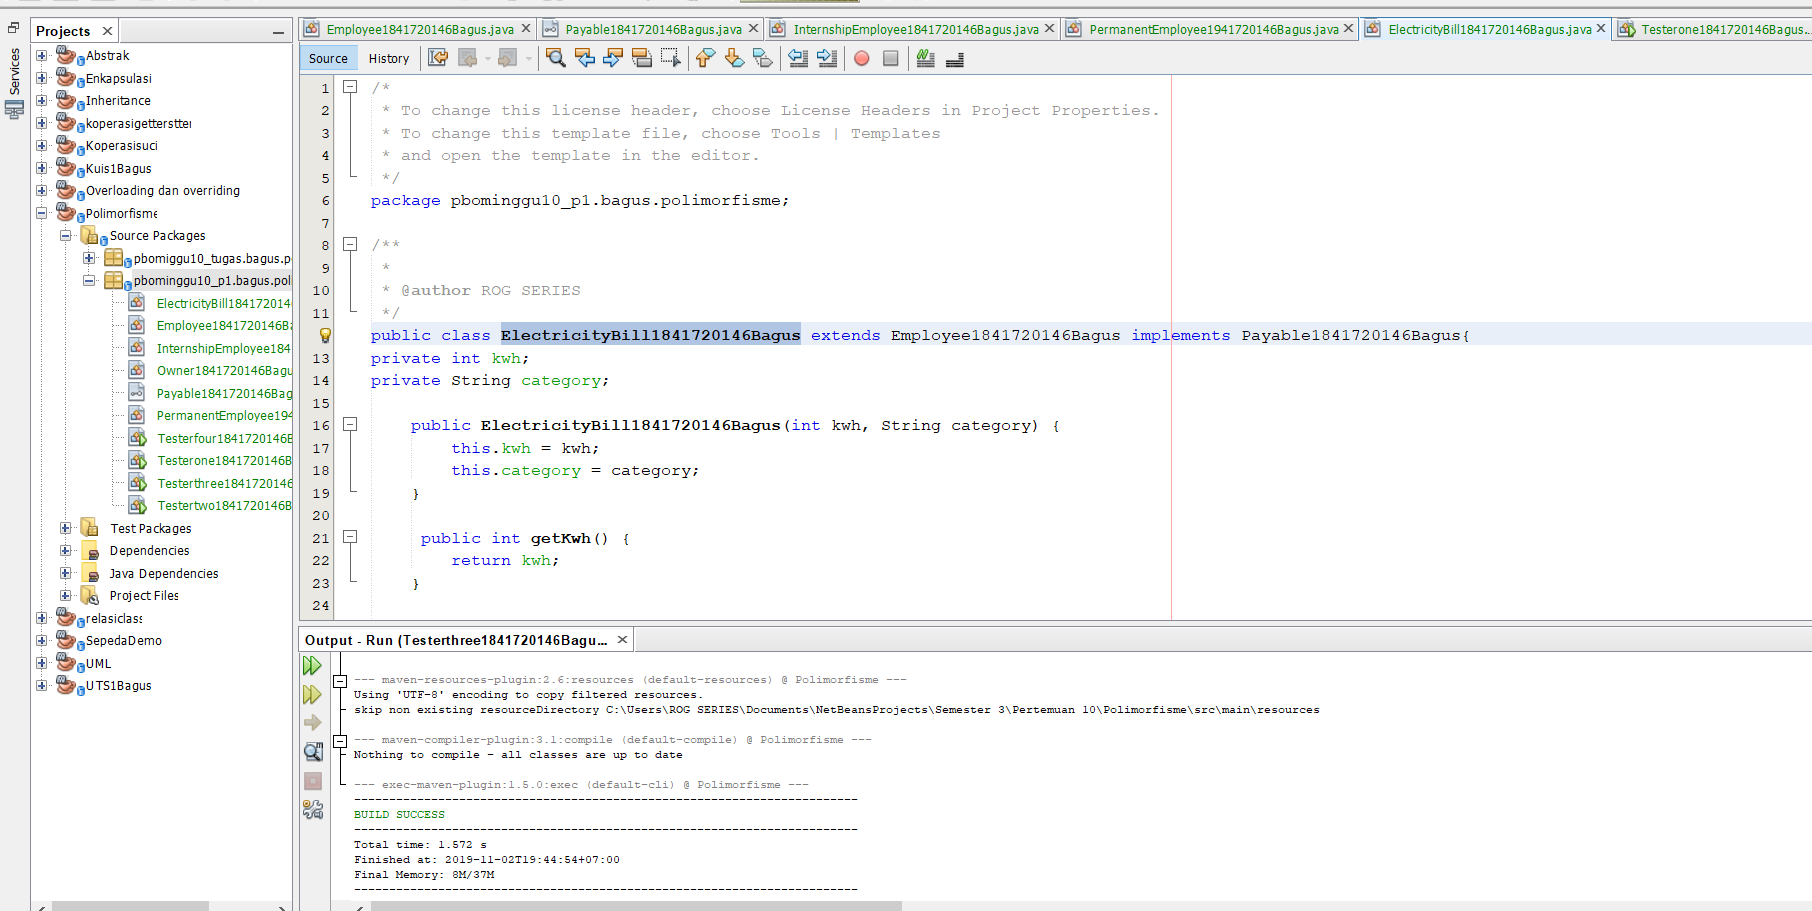 Services
Projects
Abstrak
Enkapsulasi
Inheritance
koperasigetterstter
Koperasisuci
Kuis1Bagus
Overloading dan overriding
Polimorfisme
Source Packages
pbomiggu10_tugas.bagus.p
pbominggu10_p1.bagus.pol
ElectricityBill184172014
Employee1841720146B
InternshipEmployee184
Owner1841720146Bagu
Payable1841720146Bag
PermanentEmployee194
Testerfour1841720146B
Testerone1841720146B
Testerthree184172014
Testertwo1841720146B
Test Packages
Dependencies
Java Dependencies
Project Files
relasiclass
SepedaDemo
UML
UTS1Bagus
Employee1841720146Bagus.java Payable1841720146Bagus.java InternshipEmployee1841720146Bagus.java PermanentEmployee1941720146Bagus.java ElectricityBill1841720146Bagus.java Testerone1841720146Bagus...
Source History
1 /*
2 * To change this license header, choose License Headers in Project Properties.
3 * To change this template file, choose Tools | Templates
4 * and open the template in the editor.
5 */
6 package pbominggu10_p1.bagus.polimorfisme;
7
8 /**
9 *
10 * @author ROG SERIES
11 */
public class ElectricityBill1841720146Bagus extends Employee1841720146Bagus implements Payable1841720146Bagus{
13 private int kwh;
14 private String category;
15
16 public ElectricityBill1841720146Bagus(int kwh, String category) {
17 this.kwh = kwh;
18 this.category = category;
19 }
20
21 public int getKwh() {
22 return kwh;
23 }
24
Output - Run (Testerthree1841720146Bagu...
--- maven-resources-plugin:2.6:resources (default-resources) @ Polimorfisme ---
Using 'UTF-8' encoding to copy filtered resources.
skip non existing resourceDirectory C:\Users\ROG SERIES\Documents\NetBeansProjects\Semester 3\Pertemuan 10\Polimorfisme\src\main\resources
--- maven-compiler-plugin:3.1:compile (default-compile) @ Polimorfisme ---
Nothing to compile - all classes are up to date
--- exec-maven-plugin:1.5.0:exec (default-cli) @ Polimorfisme ---
------------------------------------------------------------------------
BUILD SUCCESS
------------------------------------------------------------------------
Total time: 1.572 s
Finished at: 2019-11-02T19:44:54+07:00
Final Memory: 8M/37M
------------------------------------------------------------------------